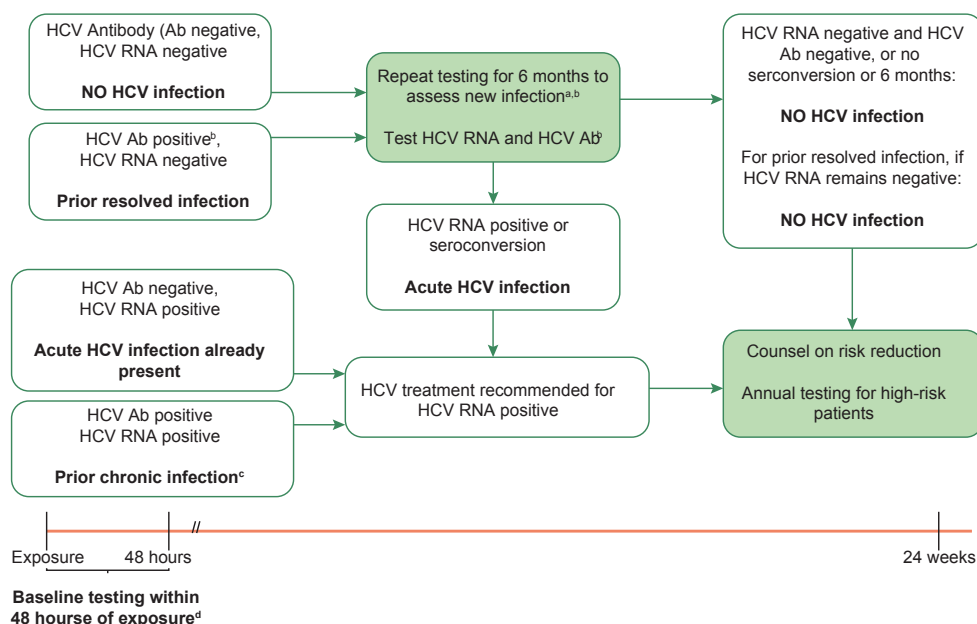 HCV Antibody (Ab negative,
HCV RNA negative
NO HCV infection
HCV Ab positiveᵇ,
HCV RNA negative
Prior resolved infection
HCV Ab negative,
HCV RNA positive
Acute HCV infection already
present
HCV Ab positive
HCV RNA positive
Prior chronic infectionᶜ
Repeat testing for 6 months to
assess new infectionᵃ,ᵇ
Test HCV RNA and HCV Abᵇ
HCV RNA positive or
seroconversion
Acute HCV infection
HCV treatment recommended for
HCV RNA positive
HCV RNA negative and HCV
Ab negative, or no
serconversion or 6 months:
NO HCV infection
For prior resolved infection, if
HCV RNA remains negative:
NO HCV infection
Counsel on risk reduction
Annual testing for high-risk
patients
//
Exposure 48 hours 24 weeks
Baseline testing within
48 hourse of exposureᵈ